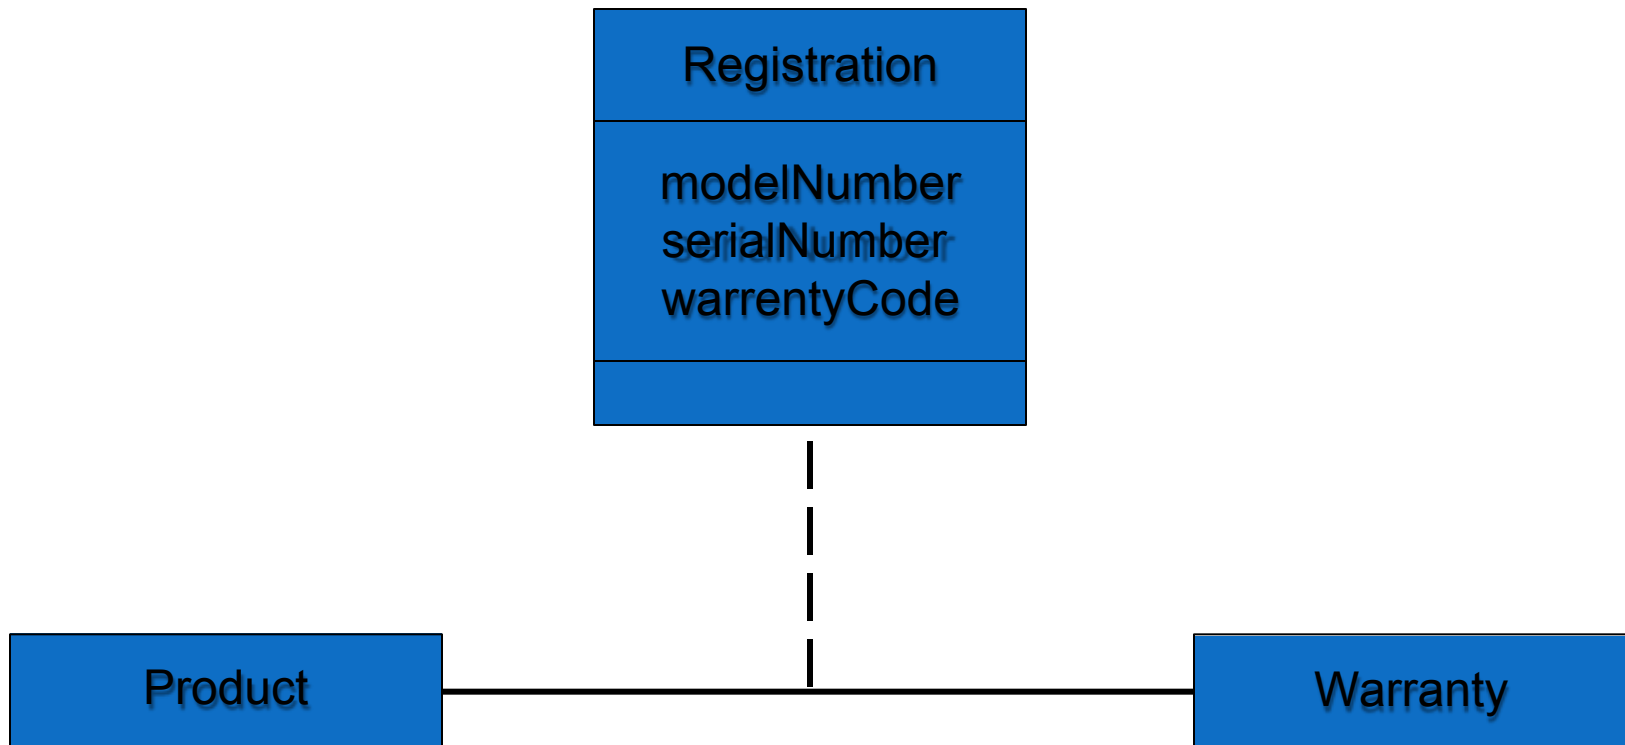 Registration
modelNumber
serialNumber
warrentyCode
Product
Warranty